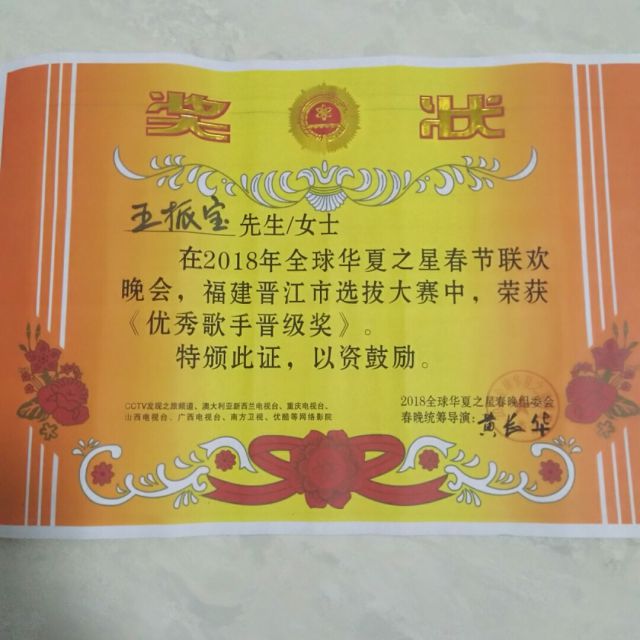 奖 状
王振宝 先生/女士
在2018年全球华夏之星春节联欢
晚会，福建晋江市选拔大赛中，荣获
《优秀歌手晋级奖》。
特颁此证，以资鼓励。
CCTV发现之旅频道、澳大利亚新西兰电视台、重庆电视台、
山西电视台、广西电视台、南方卫视、优酷等网络影院
2018全球华夏之星春晚组委会
春晚统筹导演：黄长华